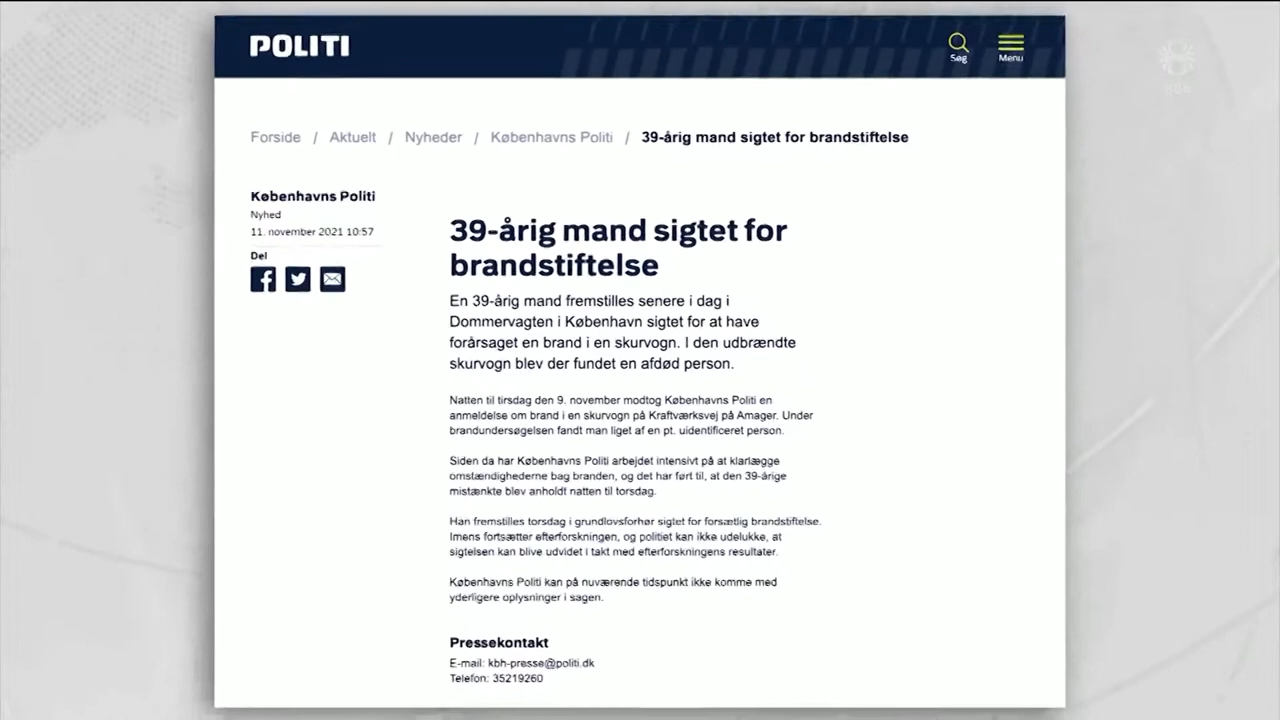 POLITI
Søg
Menu
Forside / Aktuelt / Nyheder / Københavns Politi / 39-årig mand sigtet for brandstiftelse
Københavns Politi
Nyhed
11. november 2021 10:57
Del
39-årig mand sigtet for
brandstiftelse
En 39-årig mand fremstilles senere i dag i
Dommervagten i København sigtet for at have
forårsaget en brand i en skurvogn. I den udbrændte
skurvogn blev der fundet en afdød person.
Natten til tirsdag den 9. november modtog Københavns Politi en
anmeldelse om brand i en skurvogn på Kraftværksvej på Amager. Under
brandundersøgelsen fandt man liget af en pt. uidentificeret person.
Siden da har Københavns Politi arbejdet intensivt på at klarlægge
omstændighederne bag branden, og det har ført til, at den 39-årige
mistænkte blev anholdt natten til torsdag.
Han fremstilles torsdag i grundlovsforhør sigtet for forsætlig brandstiftelse.
Imens fortsætter efterforskningen, og politiet kan ikke udelukke, at
sigtelsen kan blive udvidet i takt med efterforskningens resultater.
Københavns Politi kan på nuværende tidspunkt ikke komme med
yderligere oplysninger i sagen.
Pressekontakt
E-mail: kbh-presse@politi.dk
Telefon: 35219260